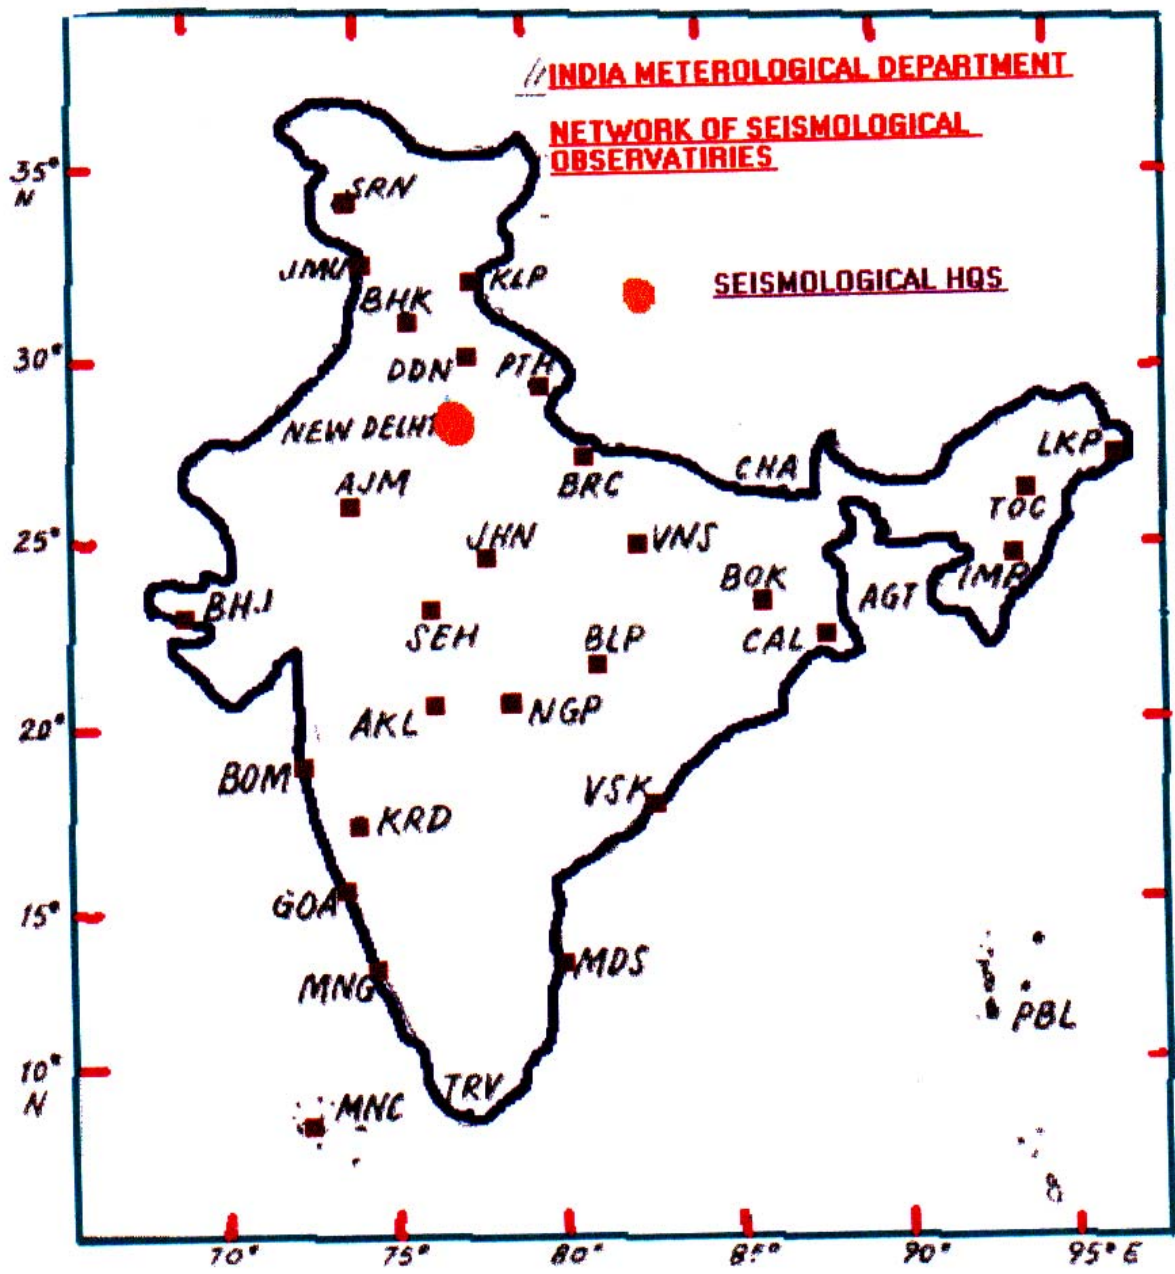 INDIA METEROLOGICAL DEPARTMENT
NETWORK OF SEISMOLOGICAL
OBSERVATIRIES
35°
N
SRN
JMU
KLP
SEISMOLOGICAL HQS
BHK
30°
DDN
PTH
NEW DELHI
LKP
CHA
AJM
BRC
TOC
25°
JHN
VNS
BOK
IMP
BHJ
AGT
SEH
BLP
CAL
20°
AKL
NGP
BOM
VSK
KRD
15°
GOA
MNG
MDS
PBL
10°
N
TRV
MNC
70°
75°
80°
85°
90°
95°E